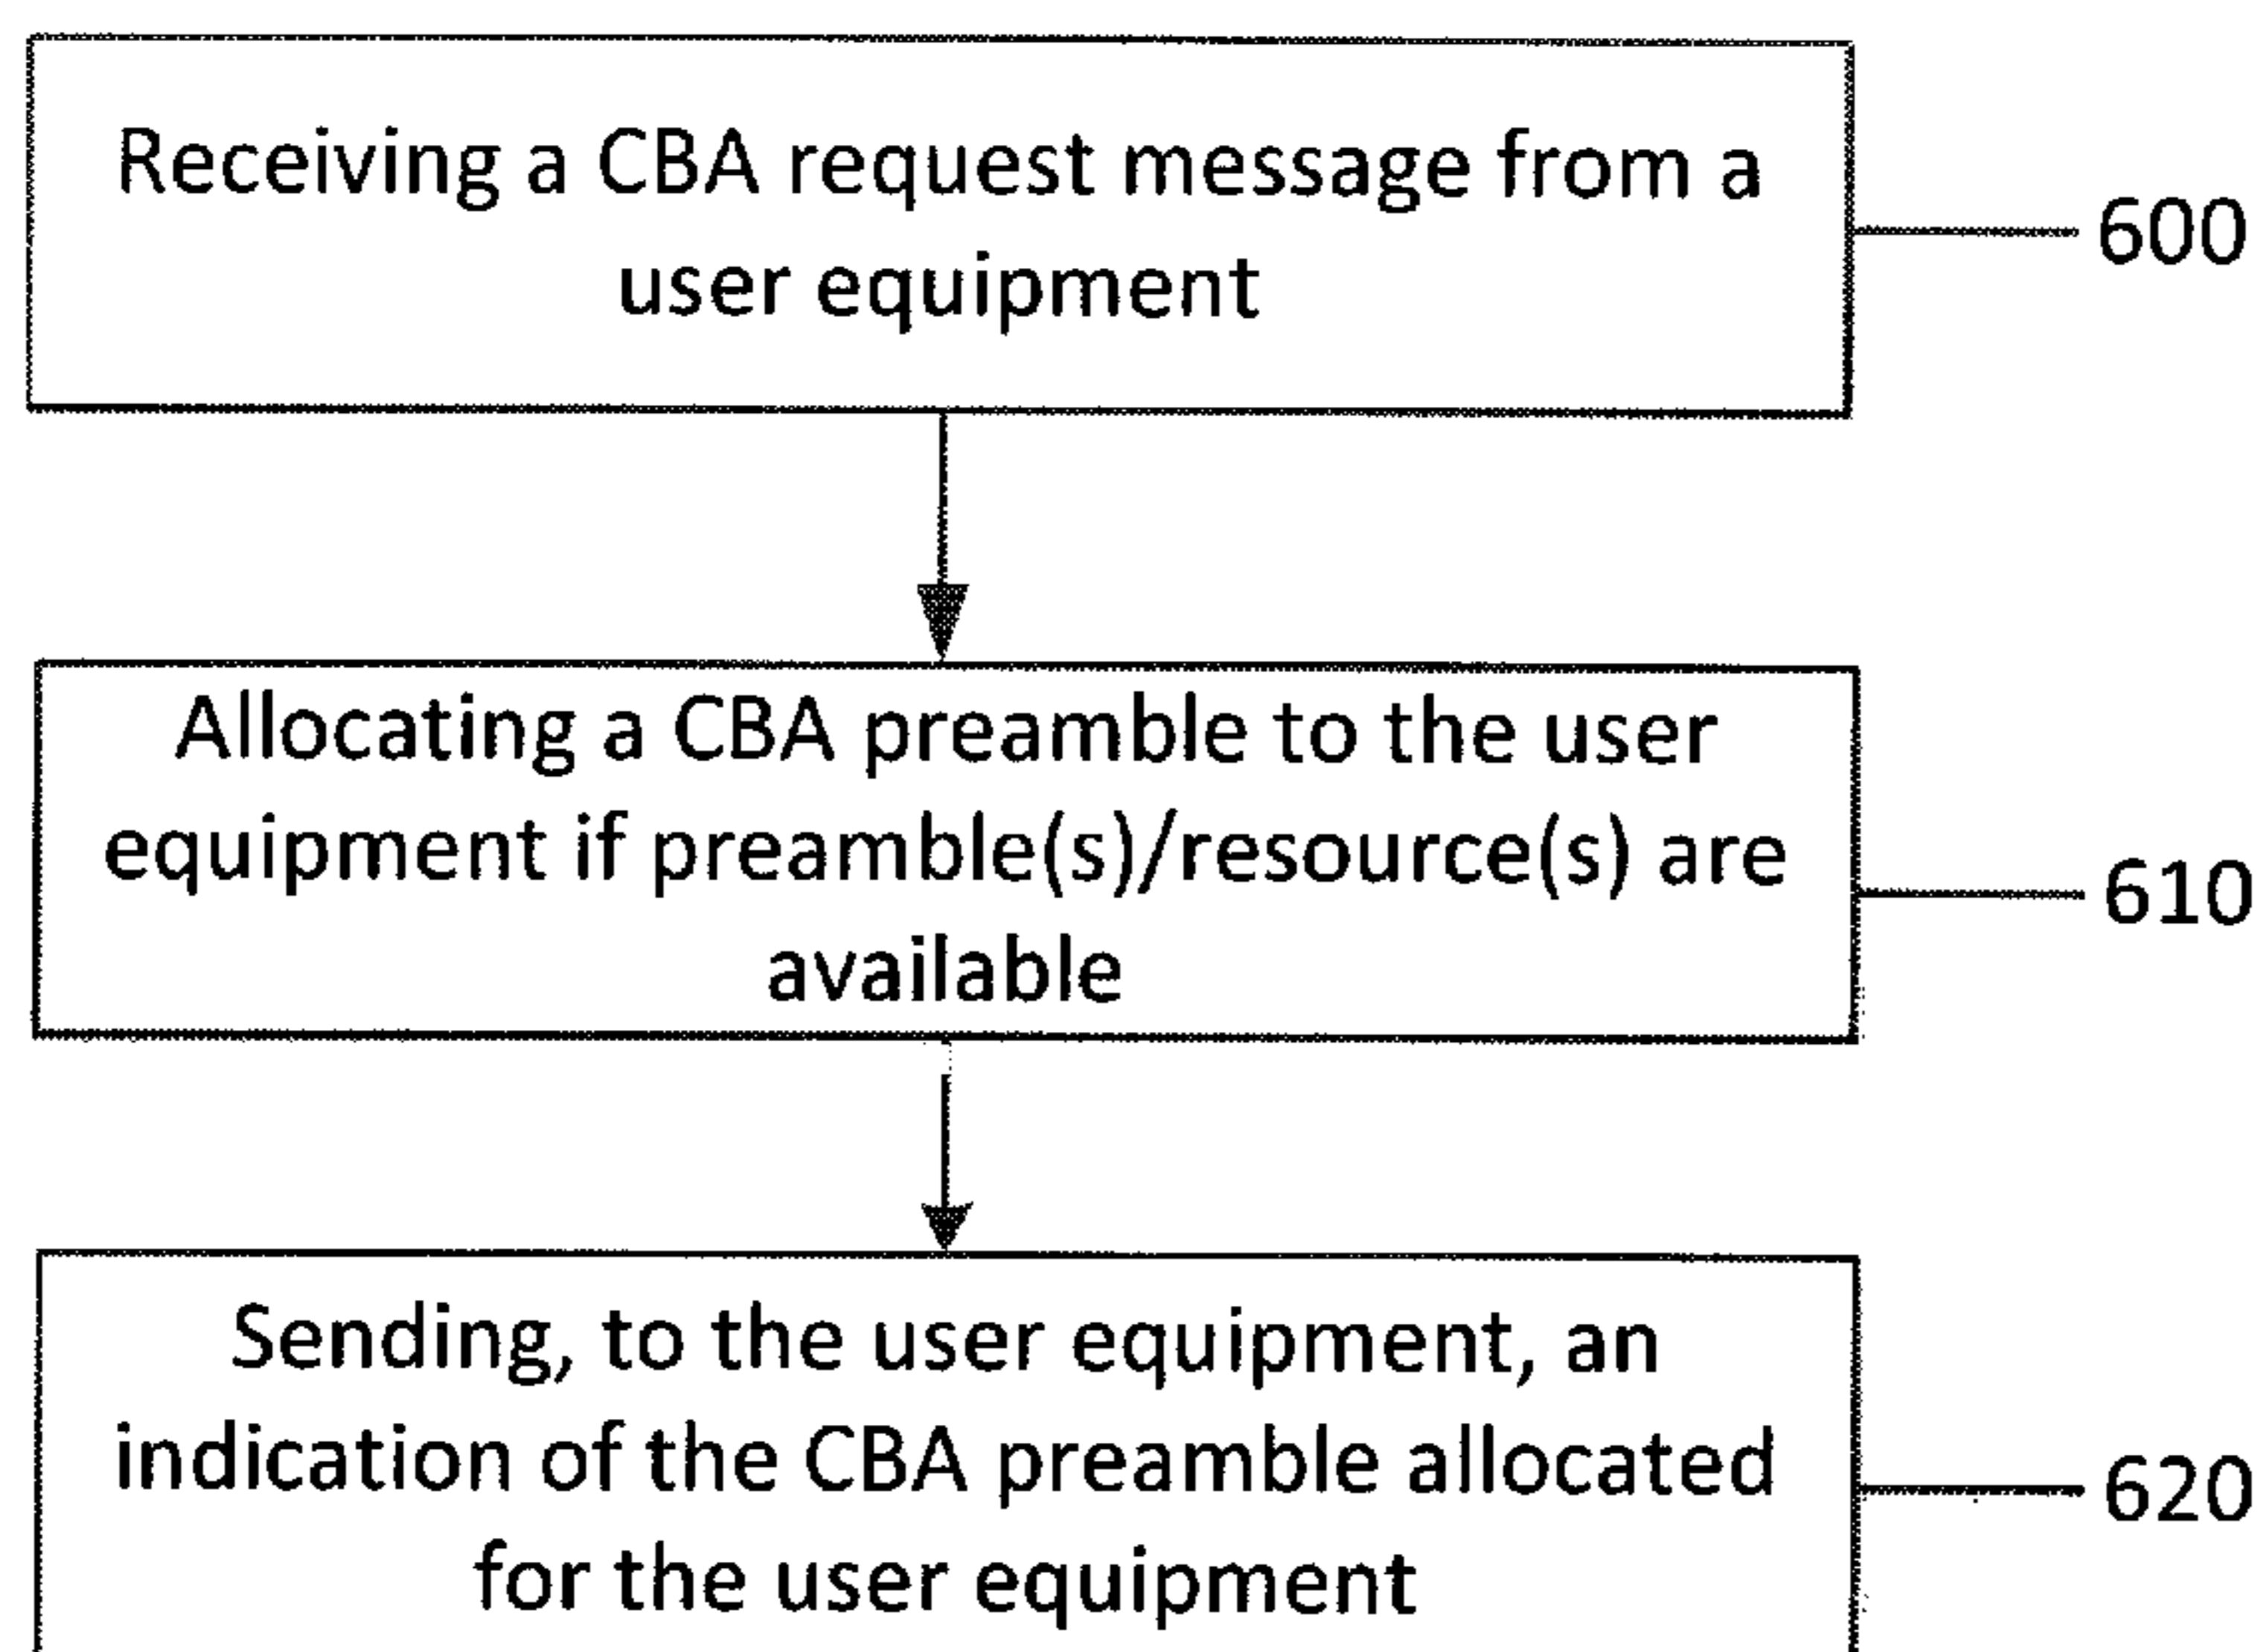 Receiving a CBA request message from a
user equipment
600
Allocating a CBA preamble to the user
equipment if preamble(s)/resource(s) are
available
610
Sending, to the user equipment, an
indication of the CBA preamble allocated
for the user equipment
620